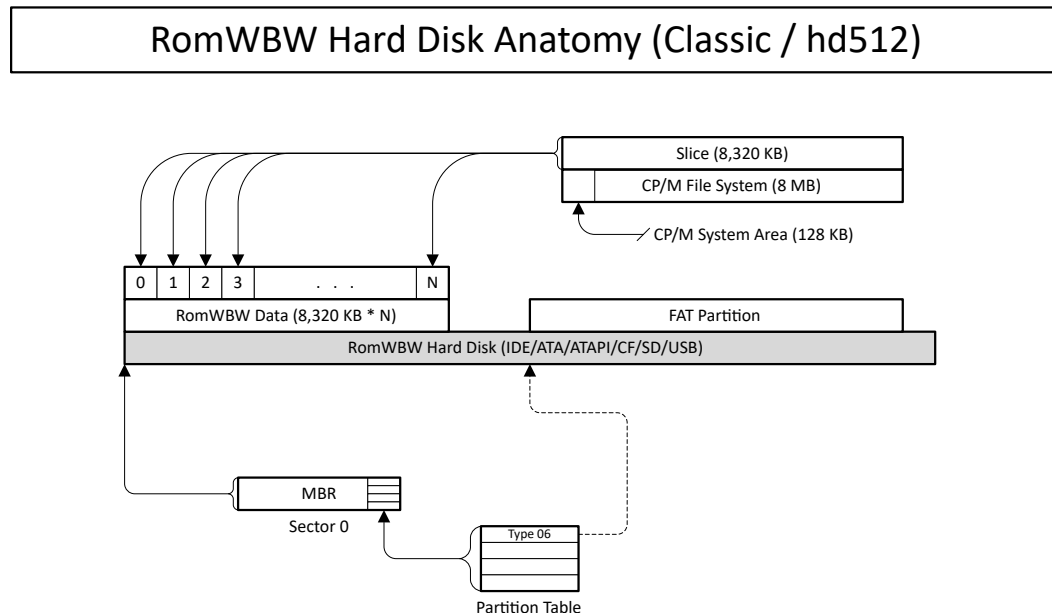 RomWBW Hard Disk Anatomy (Classic / hd512)
Slice (8,320 KB)
CP/M File System (8 MB)
CP/M System Area (128 KB)
0 1 2 3 . . . N
RomWBW Data (8,320 KB * N)
FAT Partition
RomWBW Hard Disk (IDE/ATA/ATAPI/CF/SD/USB)
MBR
Sector 0
Type 06
Partition Table